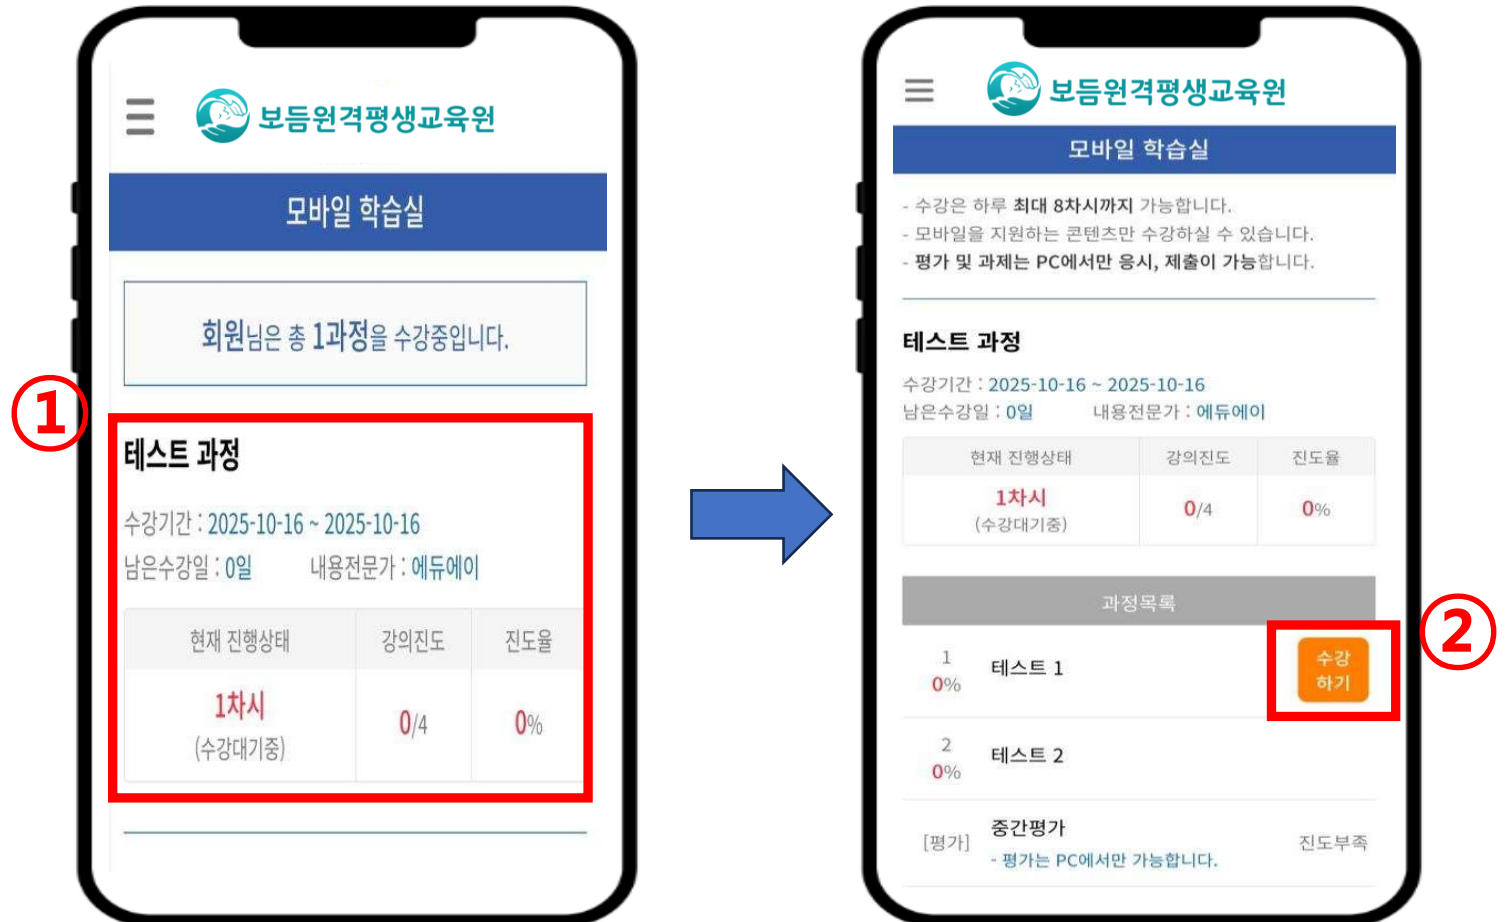 보듬원격평생교육원
모바일 학습실
회원님은 총 1과정을 수강중입니다.
①
테스트 과정
수강기간 : 2025-10-16 ~ 2025-10-16
남은수강일 : 0일 내용전문가 : 에듀에이
현재 진행상태 강의진도 진도율
1차시
(수강대기중)
0/4 0%
보듬원격평생교육원
모바일 학습실
- 수강은 하루 최대 8차시까지 가능합니다.
- 모바일을 지원하는 콘텐츠만 수강하실 수 있습니다.
- 평가 및 과제는 PC에서만 응시, 제출이 가능합니다.
테스트 과정
수강기간 : 2025-10-16 ~ 2025-10-16
남은수강일 : 0일 내용전문가 : 에듀에이
현재 진행상태 강의진도 진도율
1차시
(수강대기중)
0/4 0%
과정목록
②
1
0%
테스트 1
수강
하기
2
0%
테스트 2
[평가]
중간평가
- 평가는 PC에서만 가능합니다.
진도부족